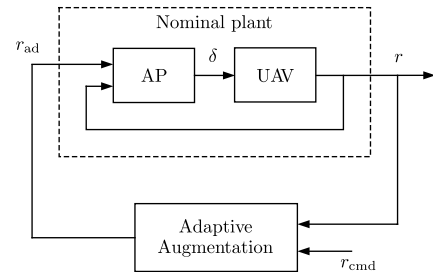 Nominal plant
r_ad
AP
δ
UAV
r
Adaptive
Augmentation
r_cmd